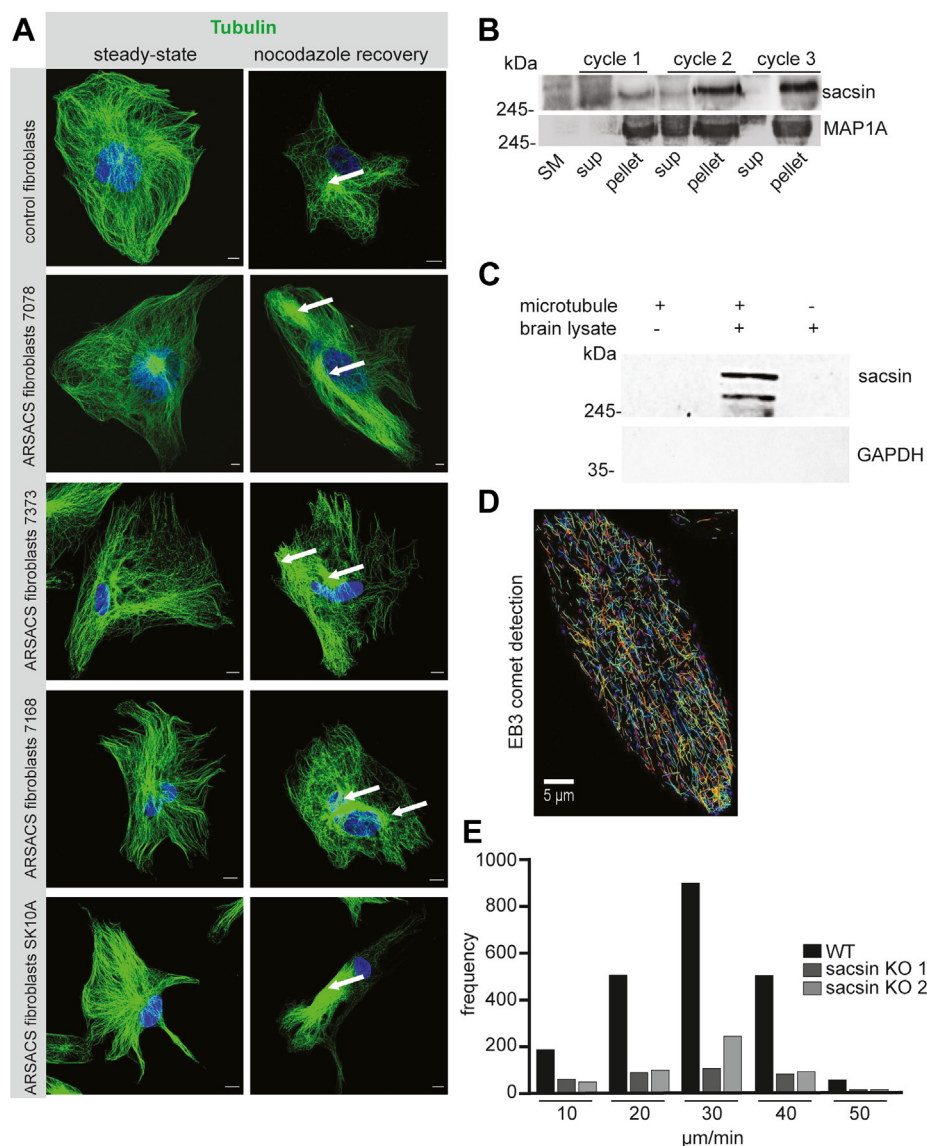 A
Tubulin
steady-state
nocodazole recovery
control fibroblasts
ARSACS fibroblasts 7078
ARSACS fibroblasts 7373
ARSACS fibroblasts 7168
ARSACS fibroblasts SK10A
B
kDa
cycle 1 cycle 2 cycle 3
sacsin
245-
MAP1A
245-
SM sup pellet sup pellet sup pellet
C
microtubule + + -
brain lysate - + +
kDa
sacsin
245-
GAPDH
35-
D
EB3 comet detection
5 µm
E
frequency
1000
800
600
400
200
0
WT
sacsin KO 1
sacsin KO 2
10 20 30 40 50
µm/min